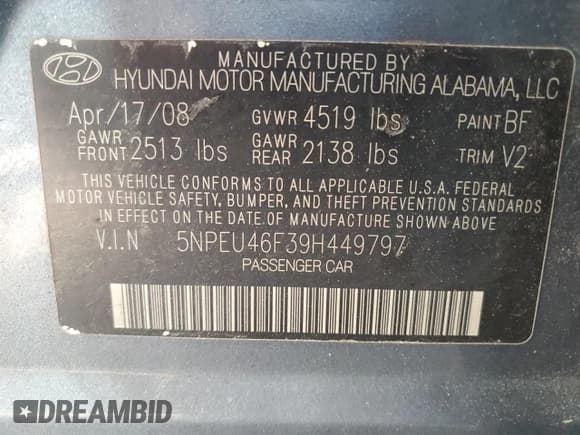 MANUFACTURED BY
HYUNDAI MOTOR MANUFACTURING ALABAMA, LLC
Apr/17/08 GVWR 4519 lbs PAINT BF
GAWR FRONT 2513 lbs GAWR REAR 2138 lbs TRIM V2
THIS VEHICLE CONFORMS TO ALL APPLICABLE U.S.A. FEDERAL
MOTOR VEHICLE SAFETY, BUMPER, AND THEFT PREVENTION STANDARDS
IN EFFECT ON THE DATE OF MANUFACTURE SHOWN ABOVE
V.I.N 5NPEU46F39H449797
PASSENGER CAR
DREAMBID